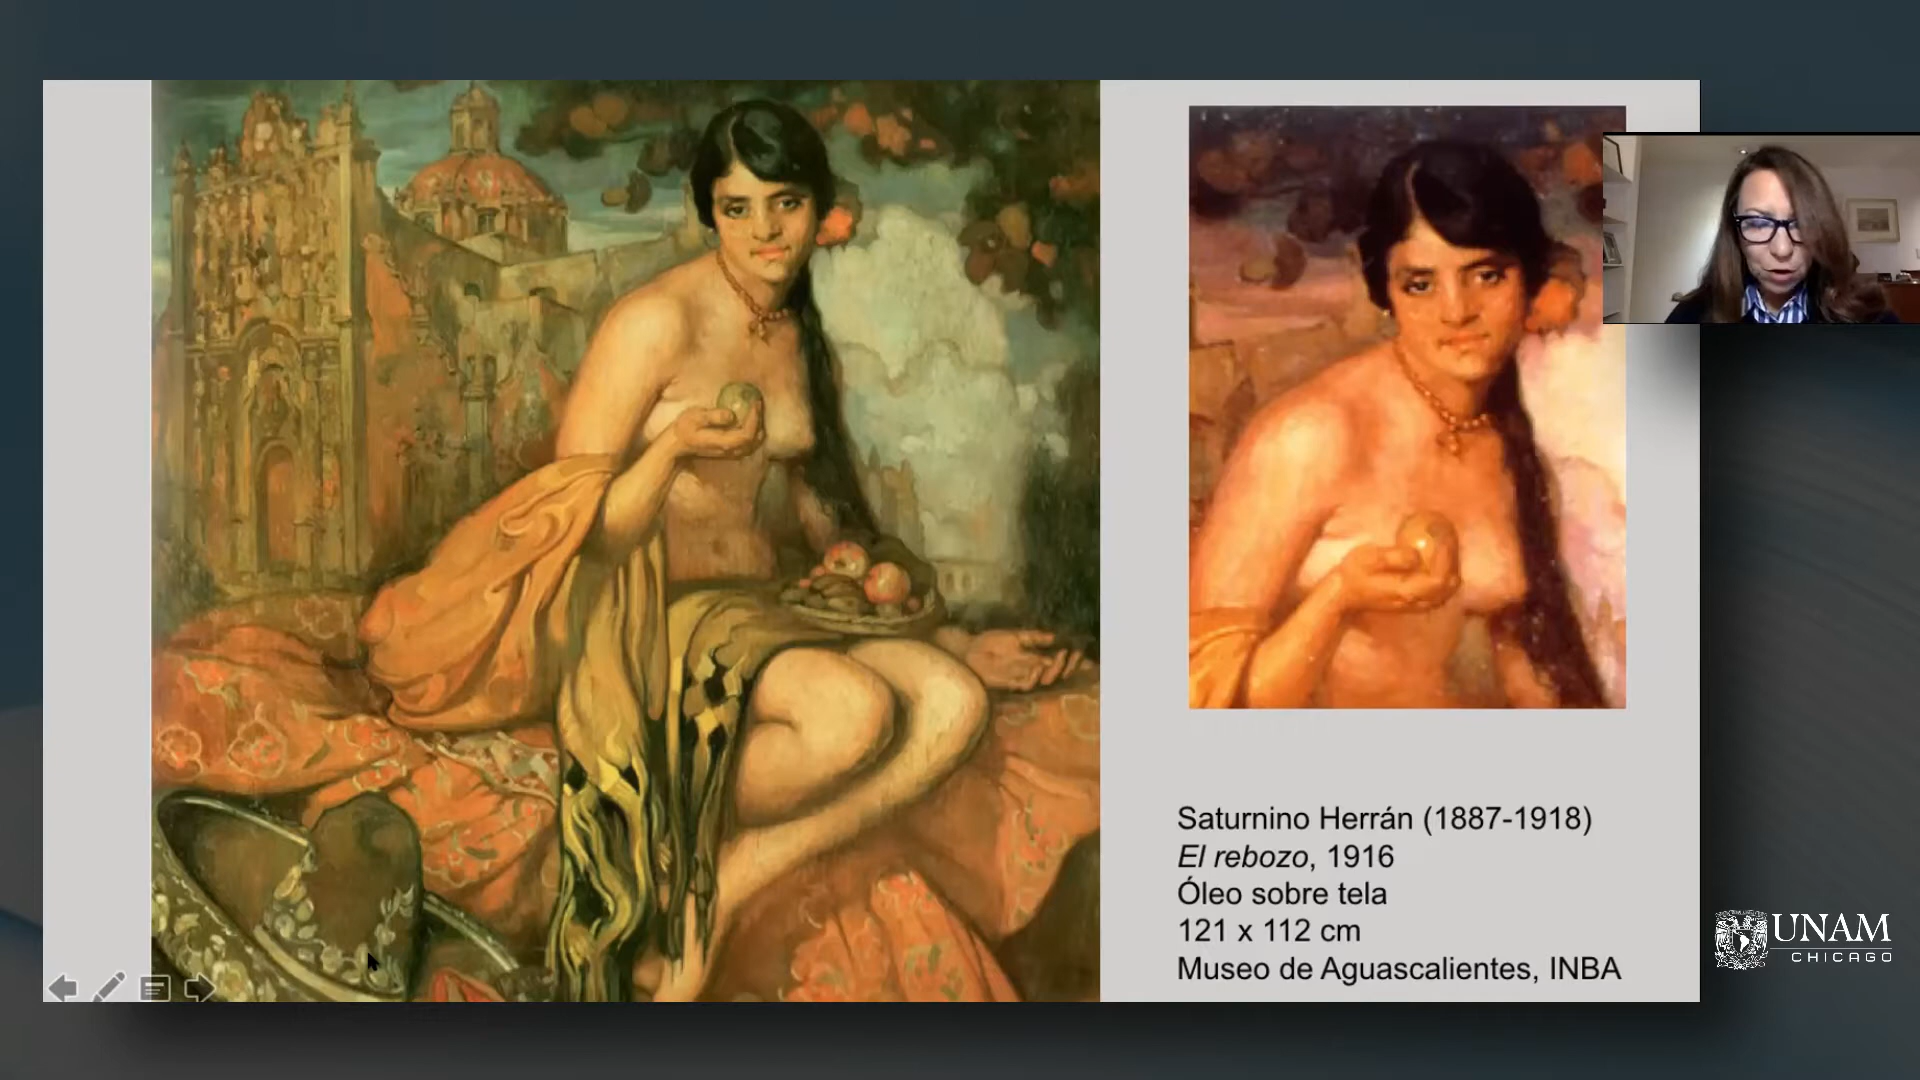 Saturnino Herrán (1887-1918)
El rebozo, 1916
Óleo sobre tela
121 x 112 cm
Museo de Aguascalientes, INBA
UNAM
CHICAGO